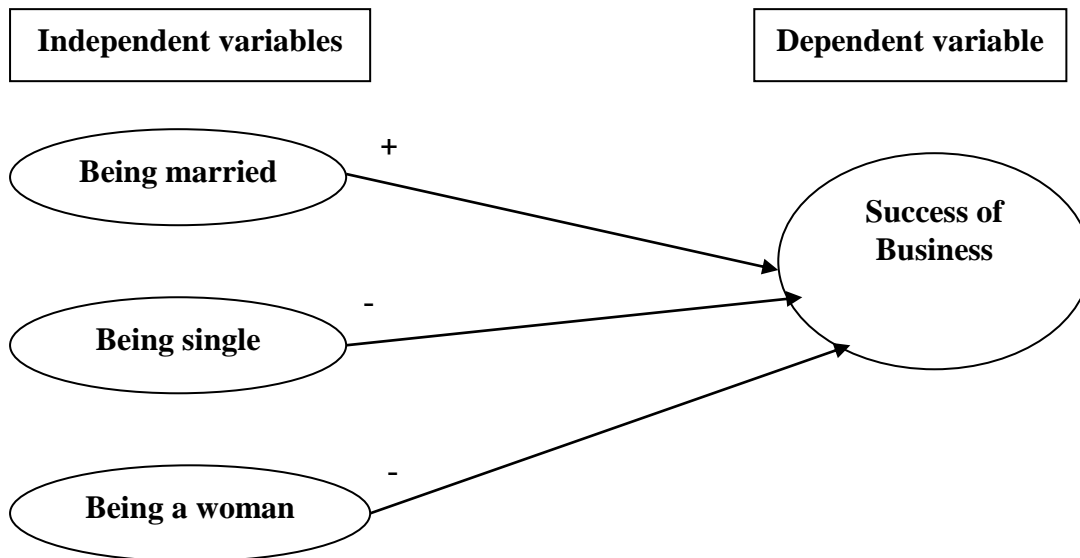 Independent variables
Dependent variable
+
Being married
Success of
Business
-
Being single
-
Being a woman